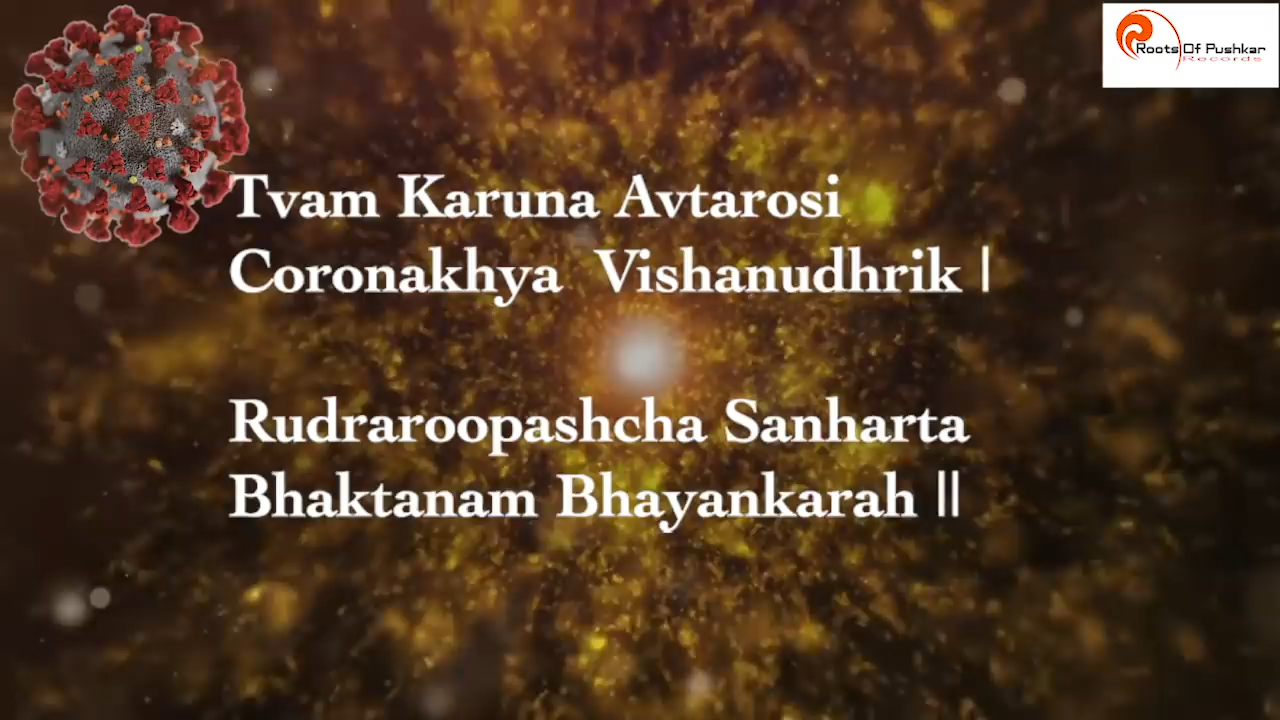 Roots Of Pushkar
Records
Tvam Karuna Avtarosi
Coronakhya Vishanudhrik |
Rudraroopashcha Sanharta
Bhaktanam Bhayankarah ||